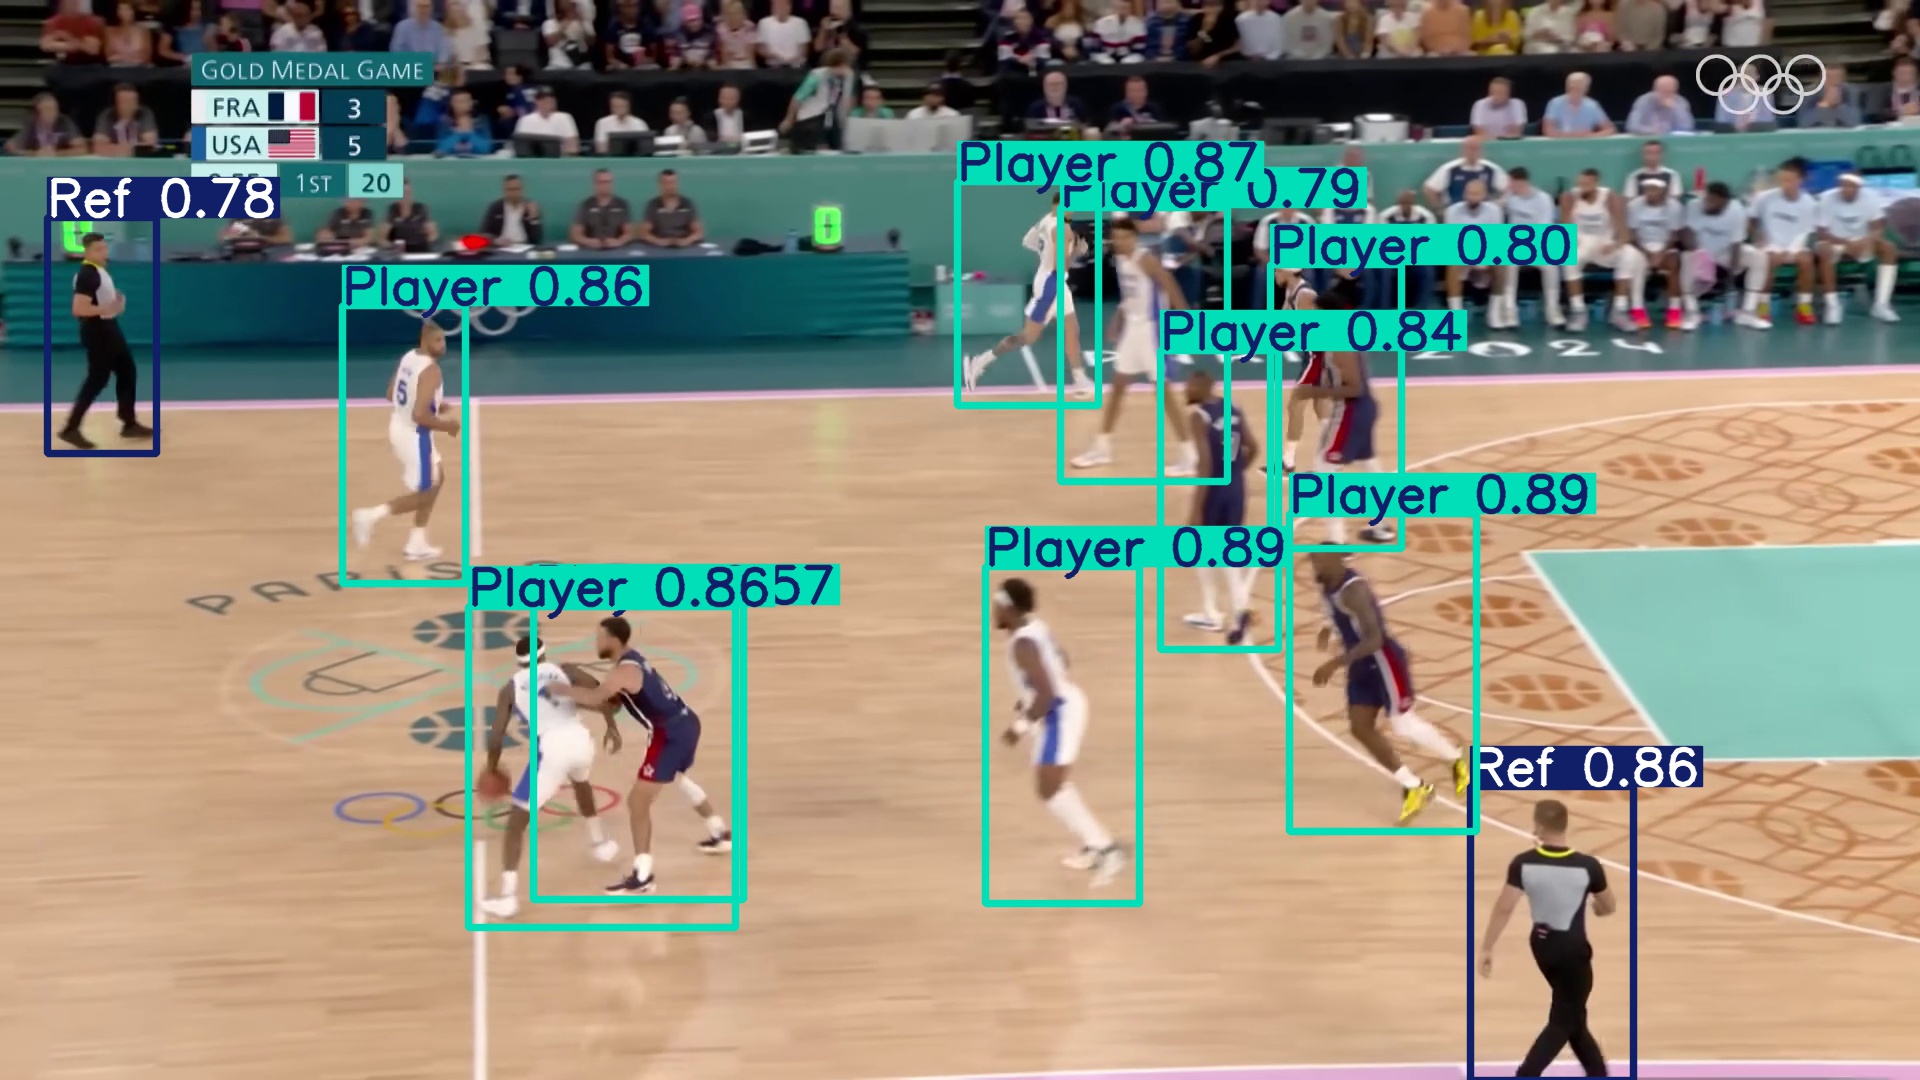 GOLD MEDAL GAME
FRA 3
USA 5
1ST 20
Ref 0.78
Player 0.87
Player 0.79
Player 0.80
Player 0.86
0
Player 0.84
2024
Player 0.89
Player 0.89
5
PARIS
Player 0.8657
Ref 0.86